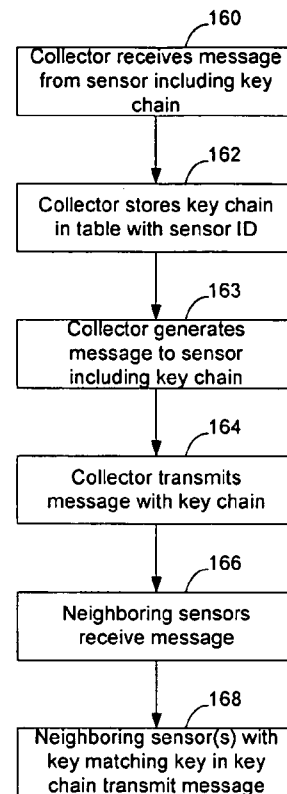 160
Collector receives message
from sensor including key
chain
162
Collector stores key chain
in table with sensor ID
163
Collector generates
message to sensor
including key chain
164
Collector transmits
message with key chain
166
Neighboring sensors
receive message
168
Neighboring sensor(s) with
key matching key in key
chain transmit message